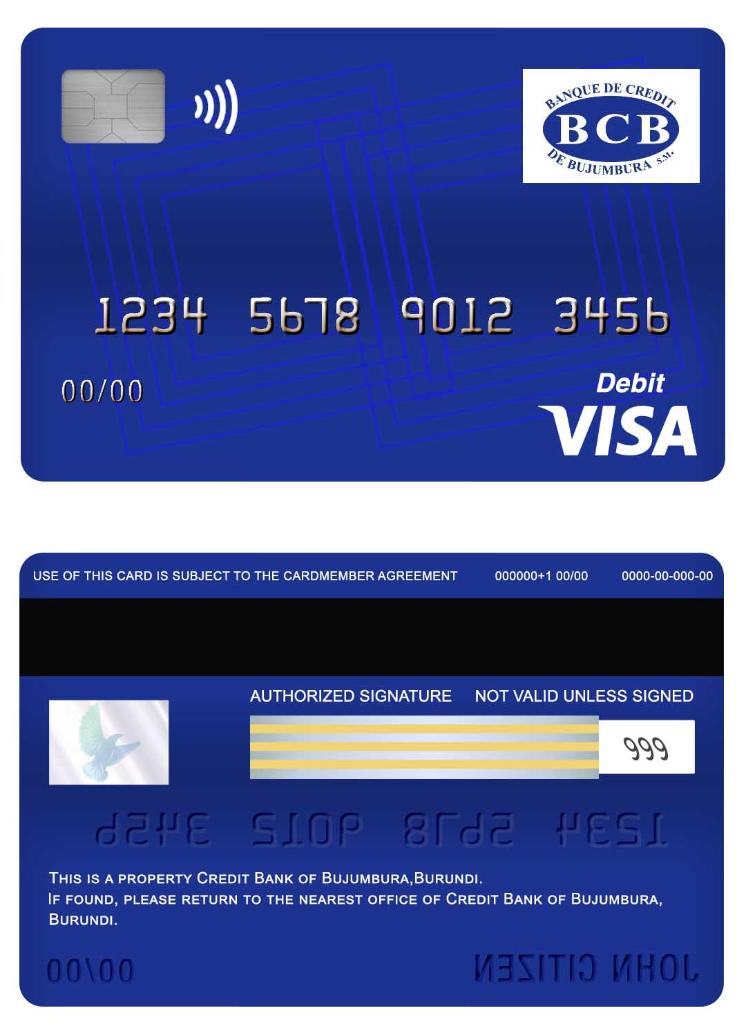 BANQUE DE CREDIT
BCB
DE BUJUMBURA S.M.
1234 5678 9012 3456
00/00
Debit
VISA
USE OF THIS CARD IS SUBJECT TO THE CARDMEMBER AGREEMENT 000000+1 00/00 0000-00-000-00
AUTHORIZED SIGNATURE NOT VALID UNLESS SIGNED
999
1234 5678 9012 3456
THIS IS A PROPERTY CREDIT BANK OF BUJUMBURA,BURUNDI.
IF FOUND, PLEASE RETURN TO THE NEAREST OFFICE OF CREDIT BANK OF BUJUMBURA,
BURUNDI.
00/00 JOHN CITIZEN